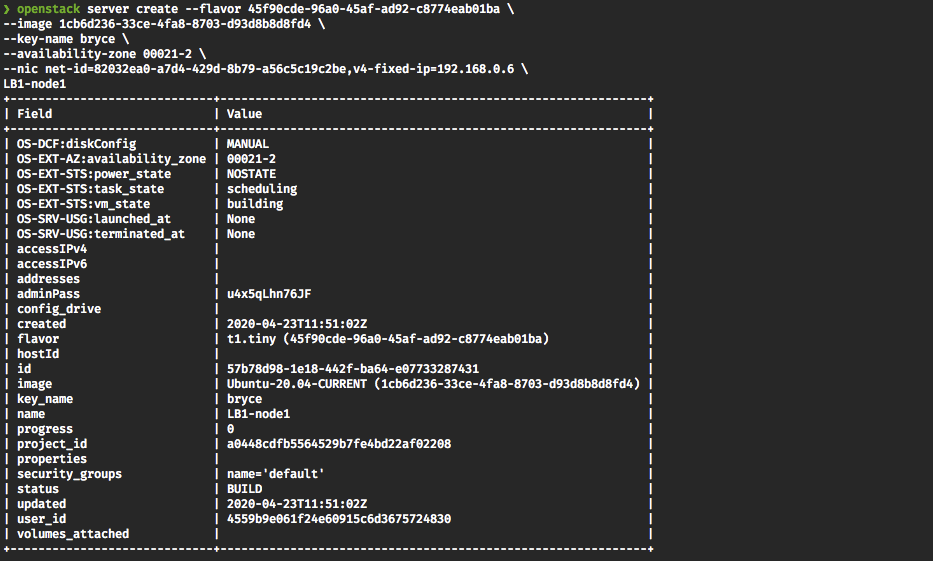 ❯ openstack server create --flavor 45f90cde-96a0-45af-ad92-c8774eab01ba \
--image 1cb6d236-33ce-4fa8-8703-d93d8b8d8fd4 \
--key-name bryce \
--availability-zone 00021-2 \
--nic net-id=82032ea0-a7d4-429d-8b79-a56c5c19c2be,v4-fixed-ip=192.168.0.6 \
LB1-node1
+-----------------------------+-------------------------------------------------------------+
| Field                       | Value                                                       |
+-----------------------------+-------------------------------------------------------------+
| OS-DCF:diskConfig           | MANUAL                                                      |
| OS-EXT-AZ:availability_zone | 00021-2                                                     |
| OS-EXT-STS:power_state      | NOSTATE                                                     |
| OS-EXT-STS:task_state       | scheduling                                                  |
| OS-EXT-STS:vm_state         | building                                                    |
| OS-SRV-USG:launched_at      | None                                                        |
| OS-SRV-USG:terminated_at    | None                                                        |
| accessIPv4                  |                                                             |
| accessIPv6                  |                                                             |
| addresses                   |                                                             |
| adminPass                   | u4x5qLhn76JF                                                |
| config_drive                |                                                             |
| created                     | 2020-04-23T11:51:02Z                                        |
| flavor                      | t1.tiny (45f90cde-96a0-45af-ad92-c8774eab01ba)              |
| hostId                      |                                                             |
| id                          | 57b78d98-1e18-442f-ba64-e07733287431                        |
| image                       | Ubuntu-20.04-CURRENT (1cb6d236-33ce-4fa8-8703-d93d8b8d8fd4) |
| key_name                    | bryce                                                       |
| name                        | LB1-node1                                                   |
| progress                    | 0                                                           |
| project_id                  | a0448cdfb5564529b7fe4bd22af02208                            |
| properties                  |                                                             |
| security_groups             | name='default'                                              |
| status                      | BUILD                                                       |
| updated                     | 2020-04-23T11:51:02Z                                        |
| user_id                     | 4559b9e061f24e60915c6d3675724830                            |
| volumes_attached            |                                                             |
+-----------------------------+-------------------------------------------------------------+